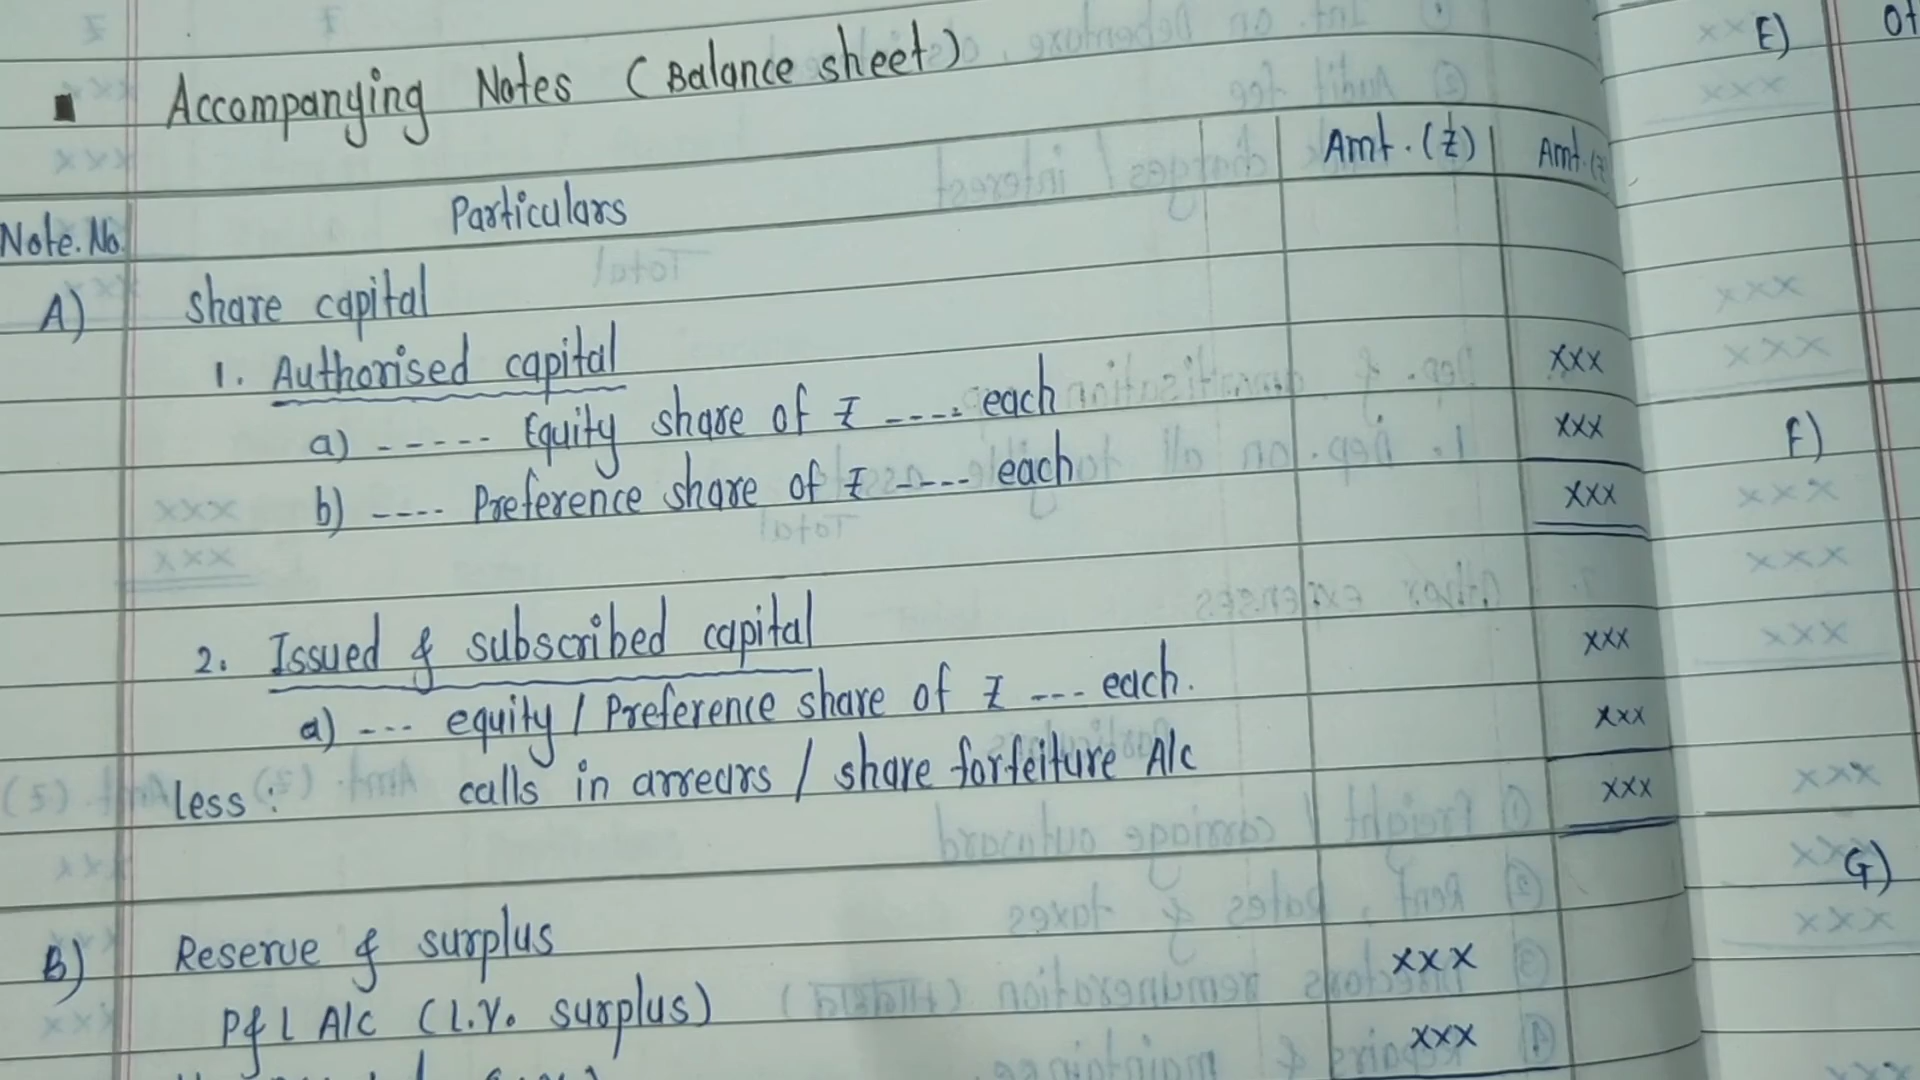 Accompanying Notes (Balance sheet)
Note. No. Particulars Amt. (₹) Amt. (₹)
A) share capital
1. Authorised capital
a) ----- Equity share of ₹ ---- each xxx
b) ---- Preference share of ₹ ----- each xxx
xxx
2. Issued & subscribed capital
a) --- equity / Preference share of ₹ --- each. xxx
less : calls in arrears / share forfeiture A/c xxx
xxx
B) Reserve & surplus
P&L A/c (L.Y. surplus) xxx
xxx
E)
F)
G)